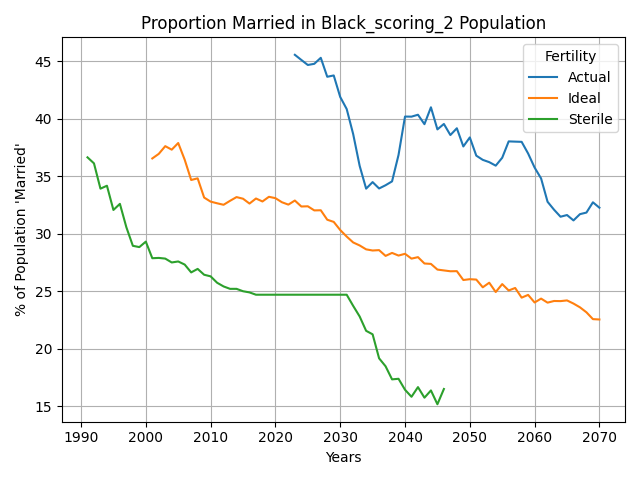 Proportion Married in Black_scoring_2 Population
% of Population 'Married'
45
40
35
30
25
20
15
Fertility
Actual
Ideal
Sterile
1990 2000 2010 2020 2030 2040 2050 2060 2070
Years